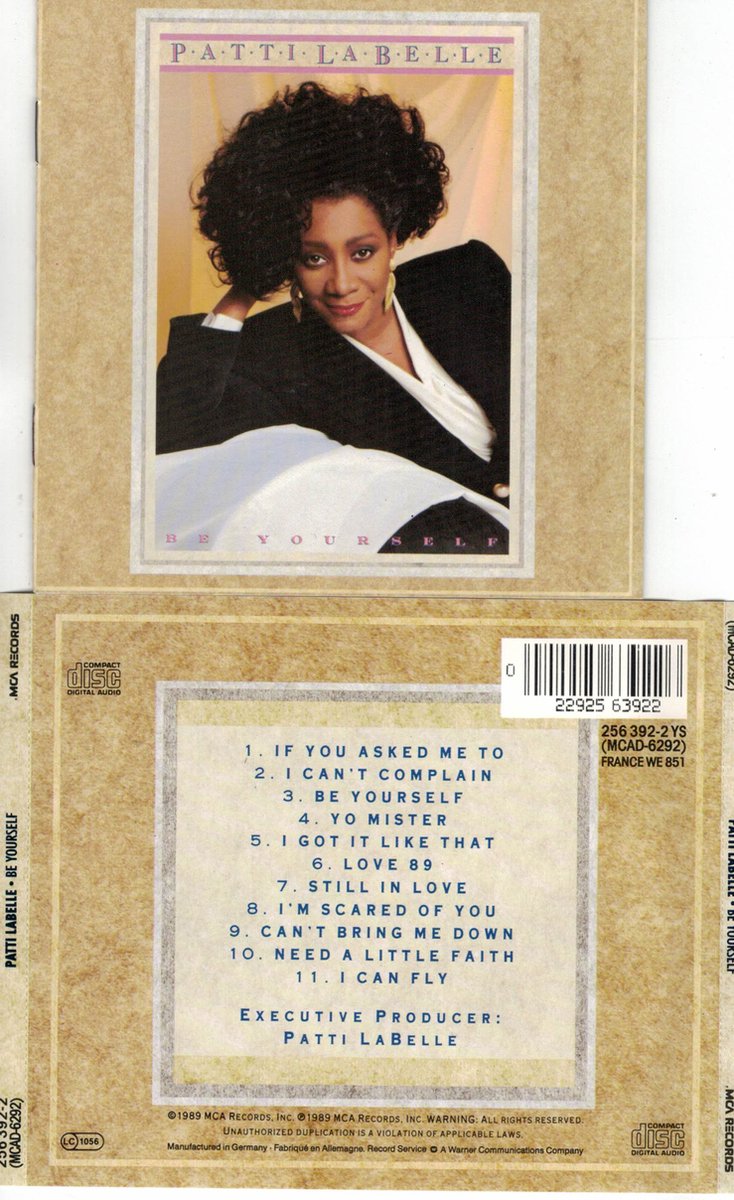 P·A·T·T·I L·A·B·E·L·L·E
BE YOURSELF
.MCA RECORDS
PATTI LABELLE • BE YOURSELF
256 392-2
(MCAD-6292)
COMPACT
disc
DIGITAL AUDIO
0
22925 63922
256 392-2 YS
(MCAD-6292)
FRANCE WE 851
1. IF YOU ASKED ME TO
2. I CAN'T COMPLAIN
3. BE YOURSELF
4. YO MISTER
5. I GOT IT LIKE THAT
6. LOVE 89
7. STILL IN LOVE
8. I'M SCARED OF YOU
9. CAN'T BRING ME DOWN
10. NEED A LITTLE FAITH
11. I CAN FLY
EXECUTIVE PRODUCER:
PATTI LABELLE
©1989 MCA RECORDS, INC. ℗1989 MCA RECORDS, INC. WARNING: ALL RIGHTS RESERVED.
UNAUTHORIZED DUPLICATION IS A VIOLATION OF APPLICABLE LAWS.
Manufactured in Germany · Fabriqué en Allemagne. Record Service A Warner Communications Company
LC 1056
COMPACT
disc
DIGITAL AUDIO
(MCAD-6292)
PATTI LABELLE • BE YOURSELF
.MCA RECORDS